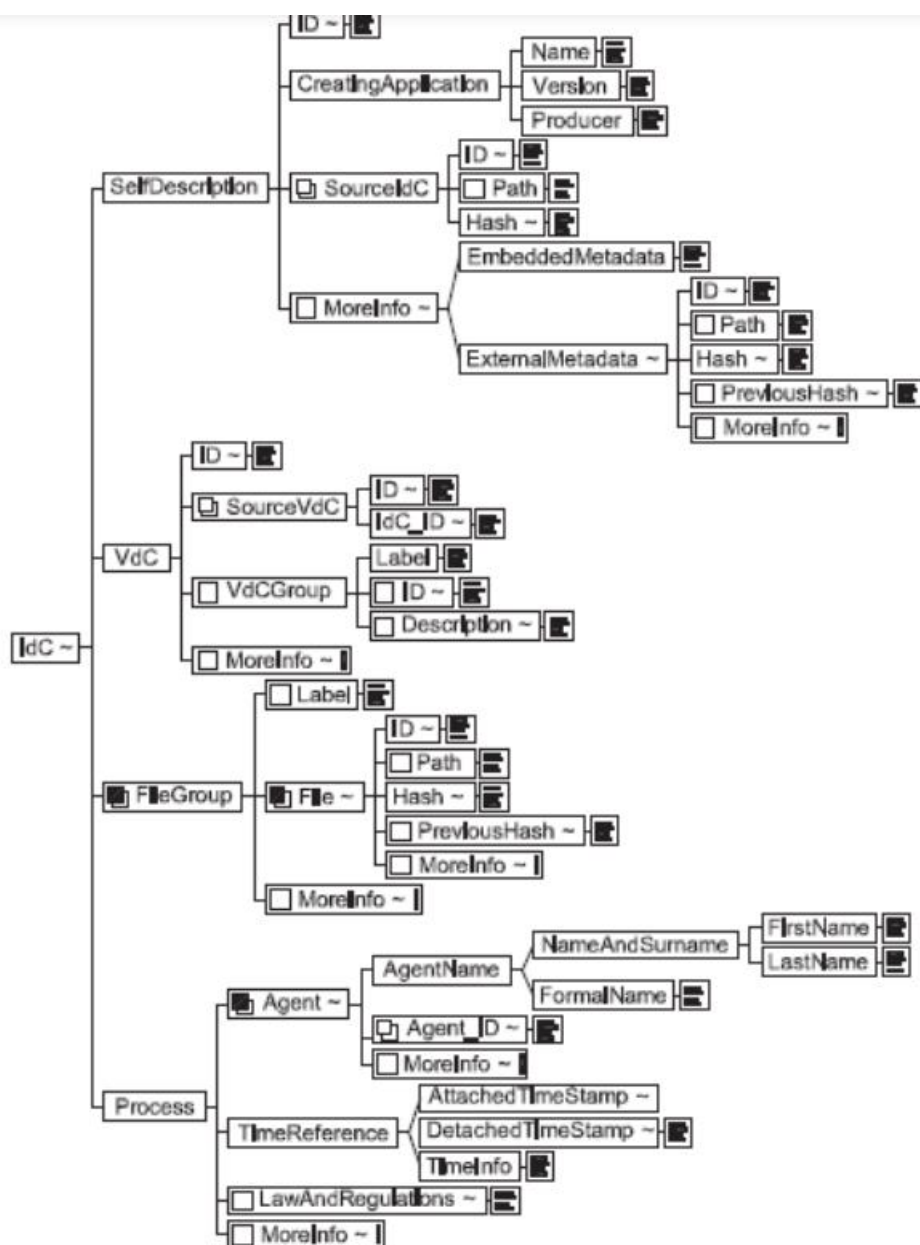 ID ~
CreatingApplication
Name
Version
Producer
SelfDescription
SourceIdC
ID ~
Path
Hash ~
MoreInfo ~
EmbeddedMetadata
ExternalMetadata ~
ID ~
Path
Hash ~
PreviousHash ~
MoreInfo ~
IdC ~
VdC
ID ~
SourceVdC
ID ~
IdC_ID ~
VdCGroup
Label
ID ~
Description ~
MoreInfo ~
FileGroup
Label
File ~
ID ~
Path
Hash ~
PreviousHash ~
MoreInfo ~
MoreInfo ~
Process
Agent ~
AgentName
NameAndSurname
FirstName
LastName
FormalName
Agent_ID ~
MoreInfo ~
TimeReference
AttachedTimeStamp ~
DetachedTimeStamp ~
TimeInfo
LawAndRegulations ~
MoreInfo ~